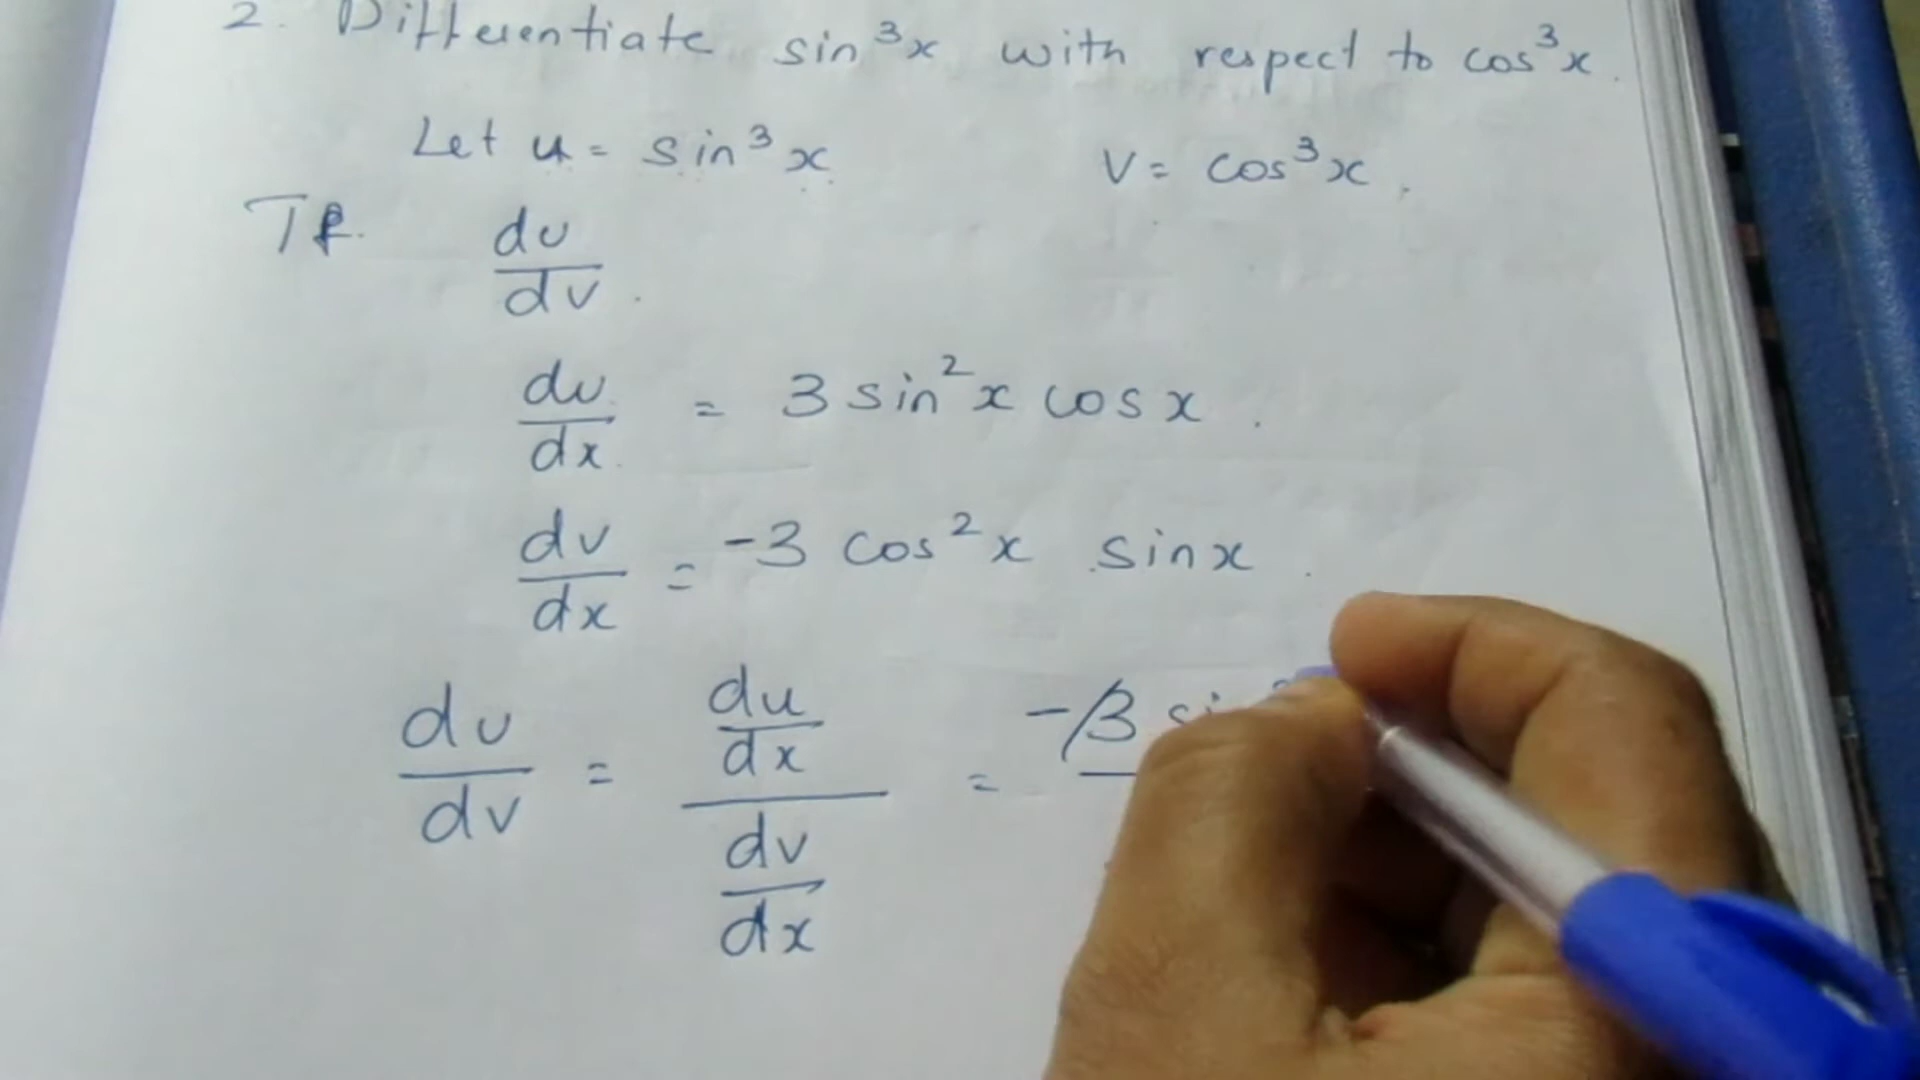 2. Differentiate sin³x with respect to cos³x.
Let u = sin³x v = cos³x.
du/dv.
du/dx = 3 sin²x cosx.
dv/dx = -3 cos²x sinx.
du/dv = du/dx / dv/dx = -3